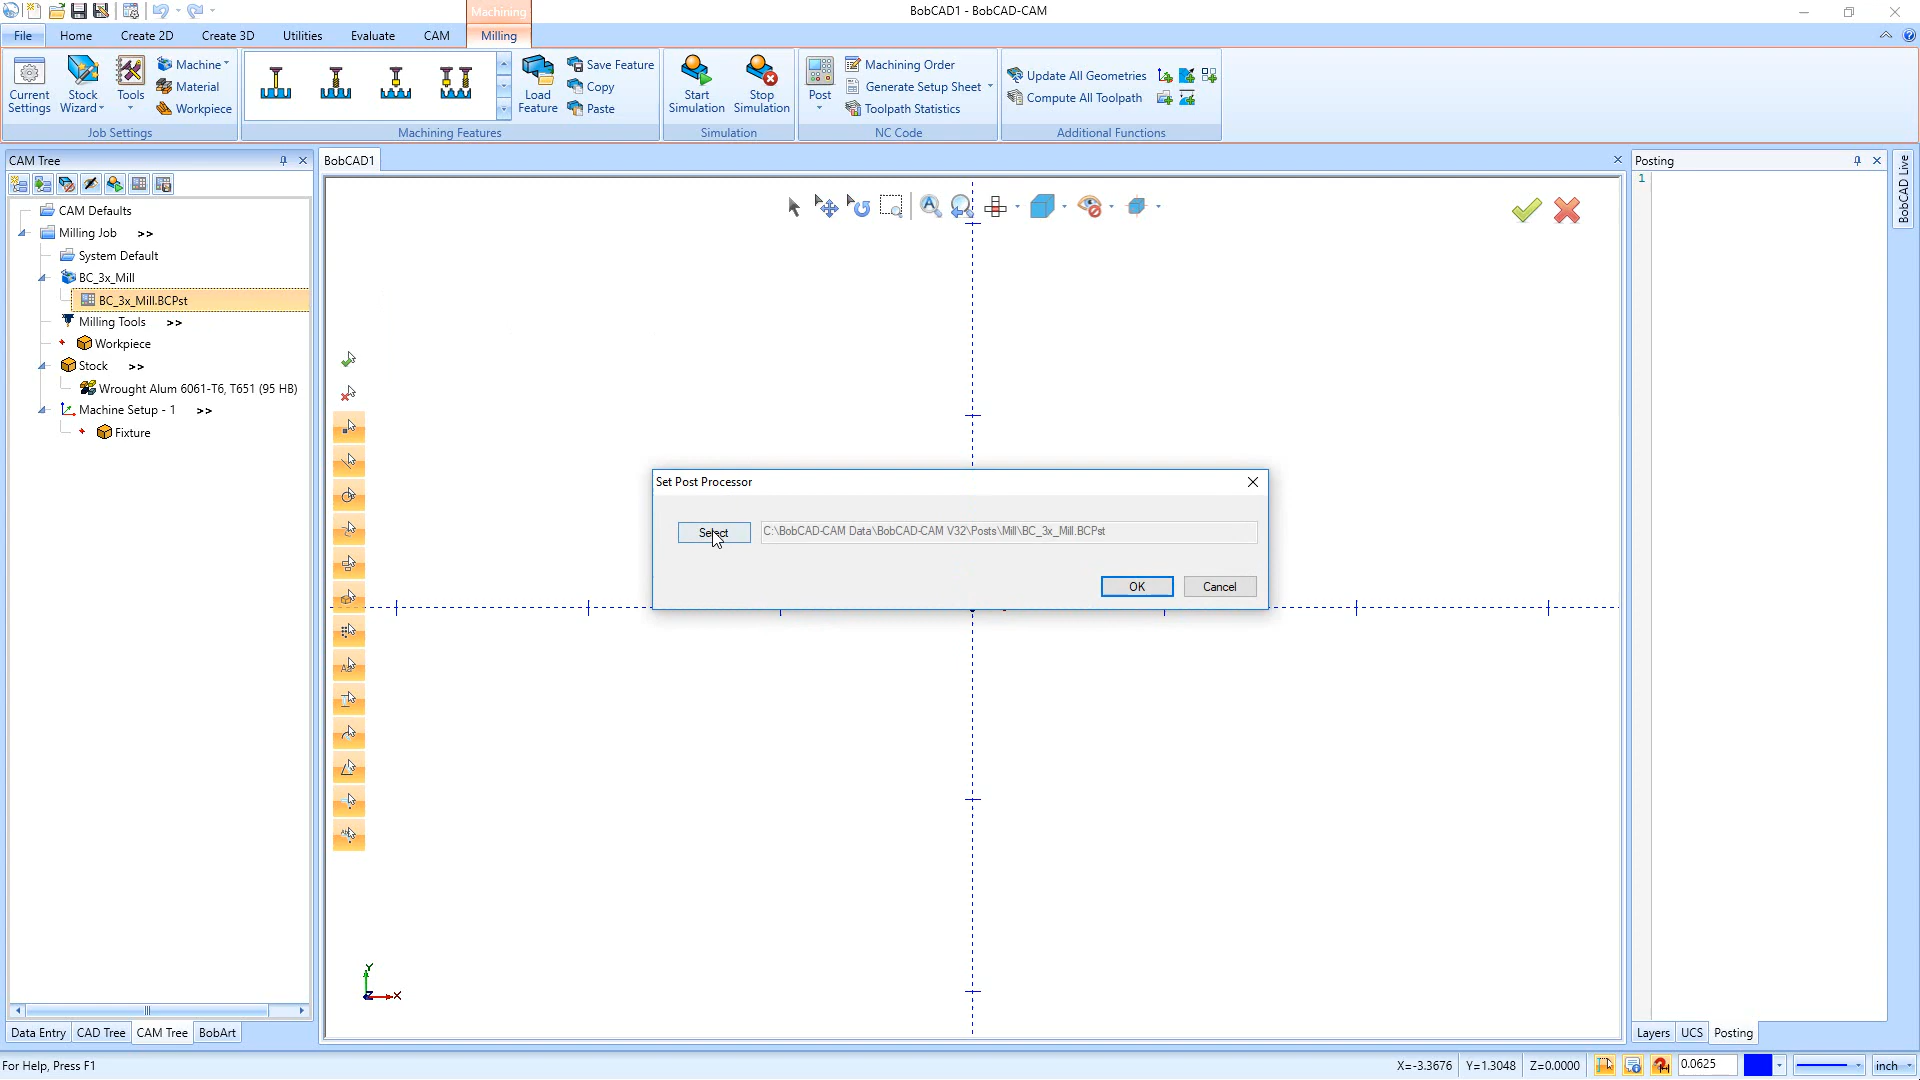 BobCAD1 - BobCAD-CAM
Machining
File Home Create 2D Create 3D Utilities Evaluate CAM Milling
Current Settings
Stock Wizard
Tools
Machine
Material
Workpiece
Job Settings
Load Feature
Save Feature
Copy
Paste
Machining Features
Start Simulation
Stop Simulation
Simulation
Post
Machining Order
Generate Setup Sheet
Toolpath Statistics
NC Code
Update All Geometries
Compute All Toolpath
Additional Functions
CAM Tree
BobCAD1
Posting
1
BobCAD Live
CAM Defaults
Milling Job >>
System Default
BC_3x_Mill
BC_3x_Mill.BCPst
Milling Tools >>
Workpiece
Stock >>
Wrought Alum 6061-T6, T651 (95 HB)
Machine Setup - 1 >>
Fixture
Set Post Processor
Select C:\BobCAD-CAM Data\BobCAD-CAM V32\Posts\Mill\BC_3x_Mill.BCPst
OK Cancel
Y
Z X
Data Entry CAD Tree CAM Tree BobArt
Layers UCS Posting
For Help, Press F1
X=-3.3676 Y=1.3048 Z=0.0000 0.0625 inch